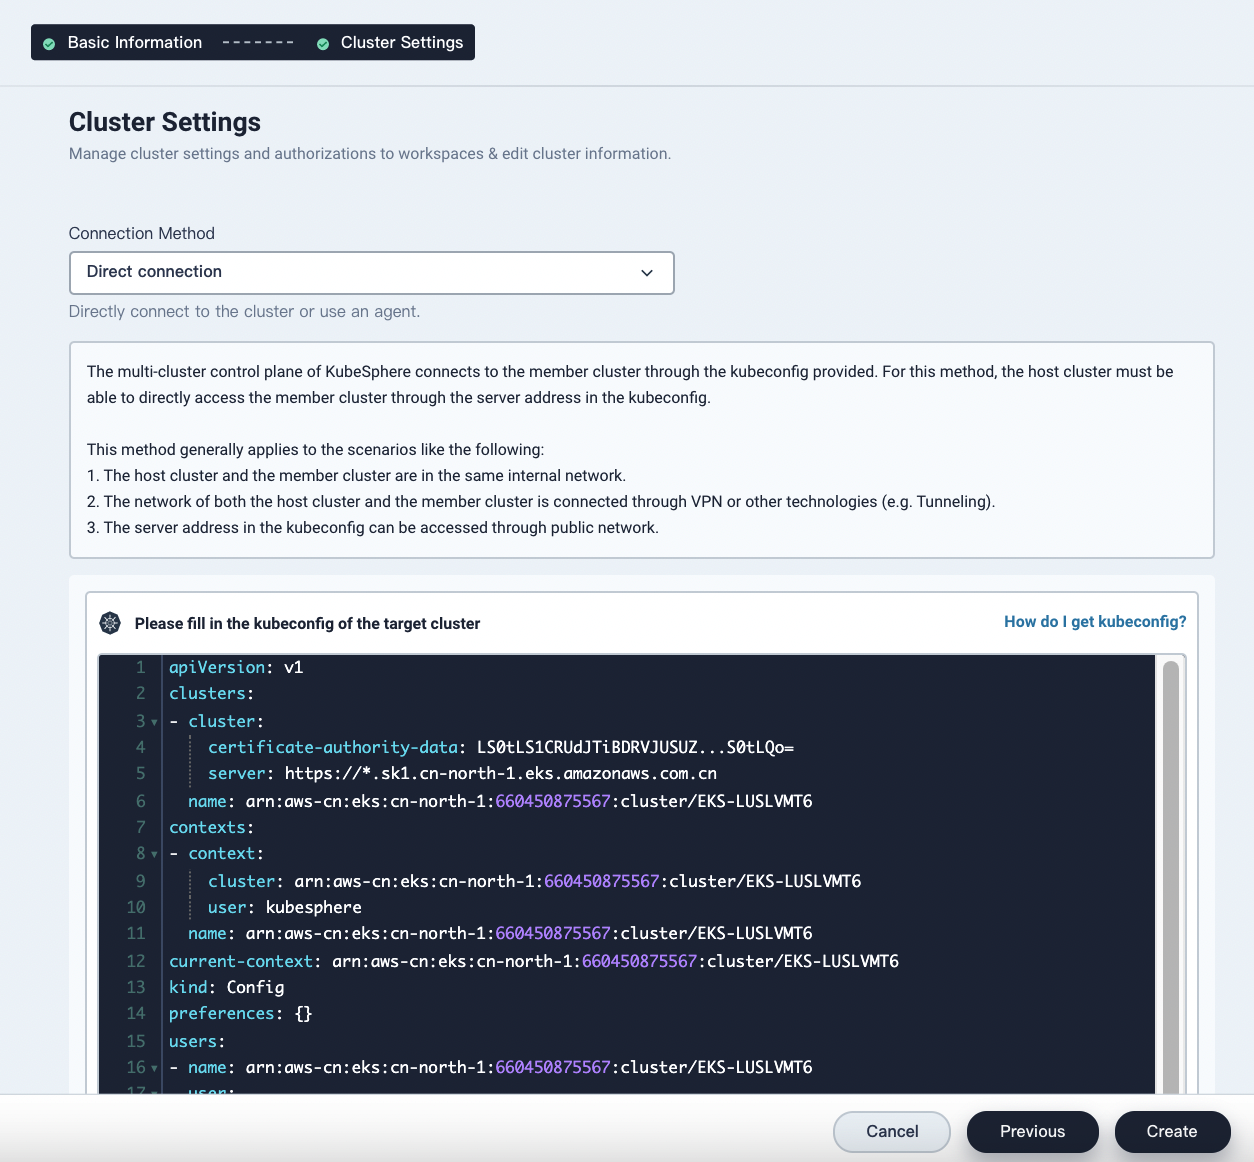 Basic Information ------- Cluster Settings
Cluster Settings
Manage cluster settings and authorizations to workspaces & edit cluster information.
Connection Method
Direct connection
Directly connect to the cluster or use an agent.
The multi-cluster control plane of KubeSphere connects to the member cluster through the kubeconfig provided. For this method, the host cluster must be
able to directly access the member cluster through the server address in the kubeconfig.
This method generally applies to the scenarios like the following:
1. The host cluster and the member cluster are in the same internal network.
2. The network of both the host cluster and the member cluster is connected through VPN or other technologies (e.g. Tunneling).
3. The server address in the kubeconfig can be accessed through public network.
Please fill in the kubeconfig of the target cluster How do I get kubeconfig?
1 apiVersion: v1
2 clusters:
3 - cluster:
4 certificate-authority-data: LS0tLS1CRUdJTiBDRVJUSUZ...S0tLQo=
5 server: https://*.sk1.cn-north-1.eks.amazonaws.com.cn
6 name: arn:aws-cn:eks:cn-north-1:660450875567:cluster/EKS-LUSLVMT6
7 contexts:
8 - context:
9 cluster: arn:aws-cn:eks:cn-north-1:660450875567:cluster/EKS-LUSLVMT6
10 user: kubesphere
11 name: arn:aws-cn:eks:cn-north-1:660450875567:cluster/EKS-LUSLVMT6
12 current-context: arn:aws-cn:eks:cn-north-1:660450875567:cluster/EKS-LUSLVMT6
13 kind: Config
14 preferences: {}
15 users:
16 - name: arn:aws-cn:eks:cn-north-1:660450875567:cluster/EKS-LUSLVMT6
17 user:
Cancel Previous Create